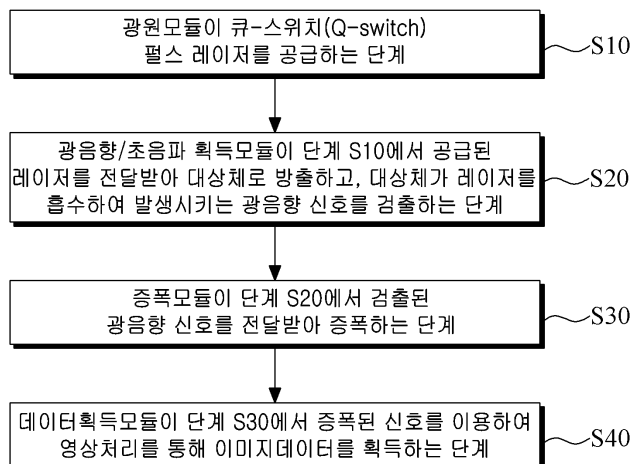 광원모듈이 큐-스위치(Q-switch)
펄스 레이저를 공급하는 단계
S10
광음향/초음파 획득모듈이 단계 S10에서 공급된
레이저를 전달받아 대상체로 방출하고, 대상체가 레이저를
흡수하여 발생시키는 광음향 신호를 검출하는 단계
S20
증폭모듈이 단계 S20에서 검출된
광음향 신호를 전달받아 증폭하는 단계
S30
데이터획득모듈이 단계 S30에서 증폭된 신호를 이용하여
영상처리를 통해 이미지데이터를 획득하는 단계
S40